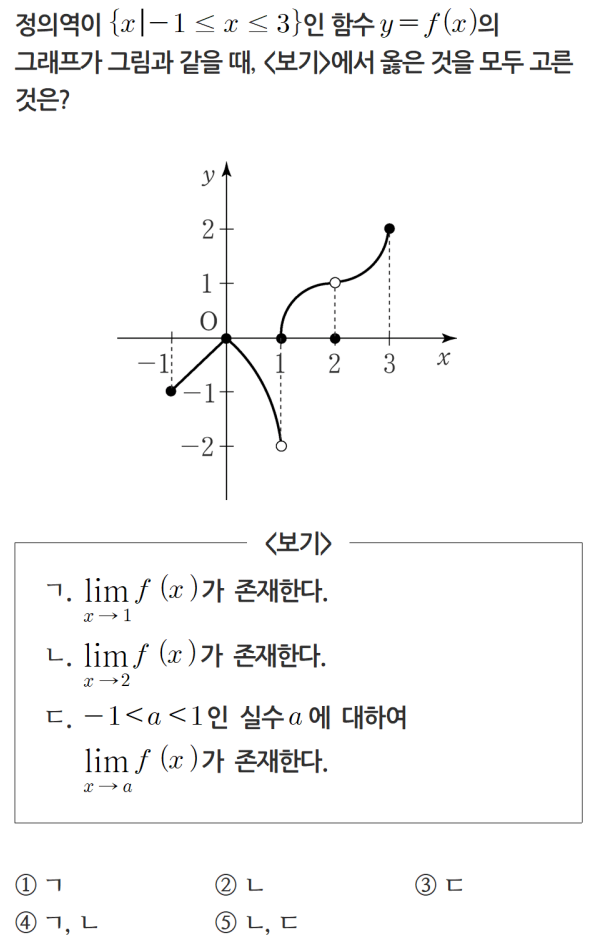 정의역이 {x|−1 ≤ x ≤ 3}인 함수 y = f(x)의
그래프가 그림과 같을 때, <보기>에서 옳은 것을 모두 고른
것은?
y
2
1
O
−1
1
2
3
x
−1
−2
<보기>
ㄱ. lim f (x)가 존재한다.
x→1
ㄴ. lim f (x)가 존재한다.
x→2
ㄷ. −1<a<1인 실수 a에 대하여
lim f (x)가 존재한다.
x→a
① ㄱ ② ㄴ ③ ㄷ
④ ㄱ, ㄴ ⑤ ㄴ, ㄷ